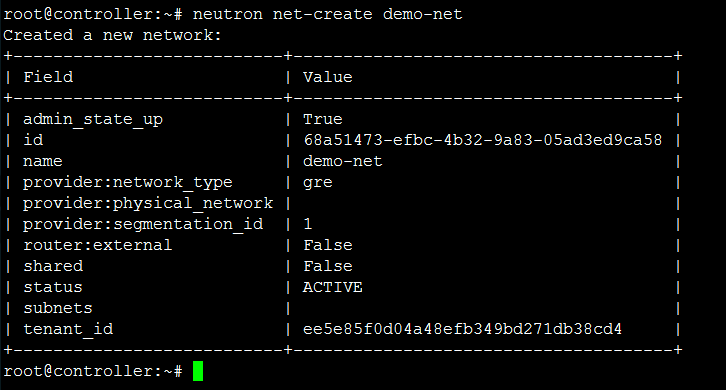 root@controller:~# neutron net-create demo-net
Created a new network:
+---------------------------+--------------------------------------+
| Field                     | Value                                |
+---------------------------+--------------------------------------+
| admin_state_up            | True                                 |
| id                        | 68a51473-efbc-4b32-9a83-05ad3ed9ca58 |
| name                      | demo-net                             |
| provider:network_type     | gre                                  |
| provider:physical_network |                                      |
| provider:segmentation_id  | 1                                    |
| router:external           | False                                |
| shared                    | False                                |
| status                    | ACTIVE                               |
| subnets                   |                                      |
| tenant_id                 | ee5e85f0d04a48efb349bd271db38cd4     |
+---------------------------+--------------------------------------+
root@controller:~#